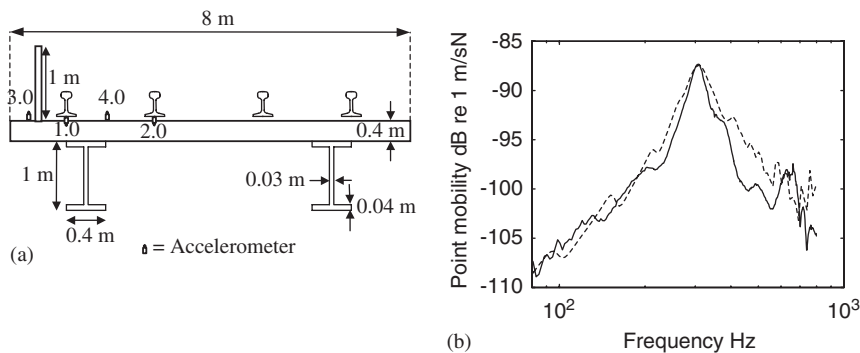 8 m
1 m
3.0
4.0
1.0
2.0
0.4 m
1 m
0.03 m
0.04 m
0.4 m
(a)
= Accelerometer
Point mobility dB re 1 m/sN
-85
-90
-95
-100
-105
-110
10²
10³
(b)
Frequency Hz